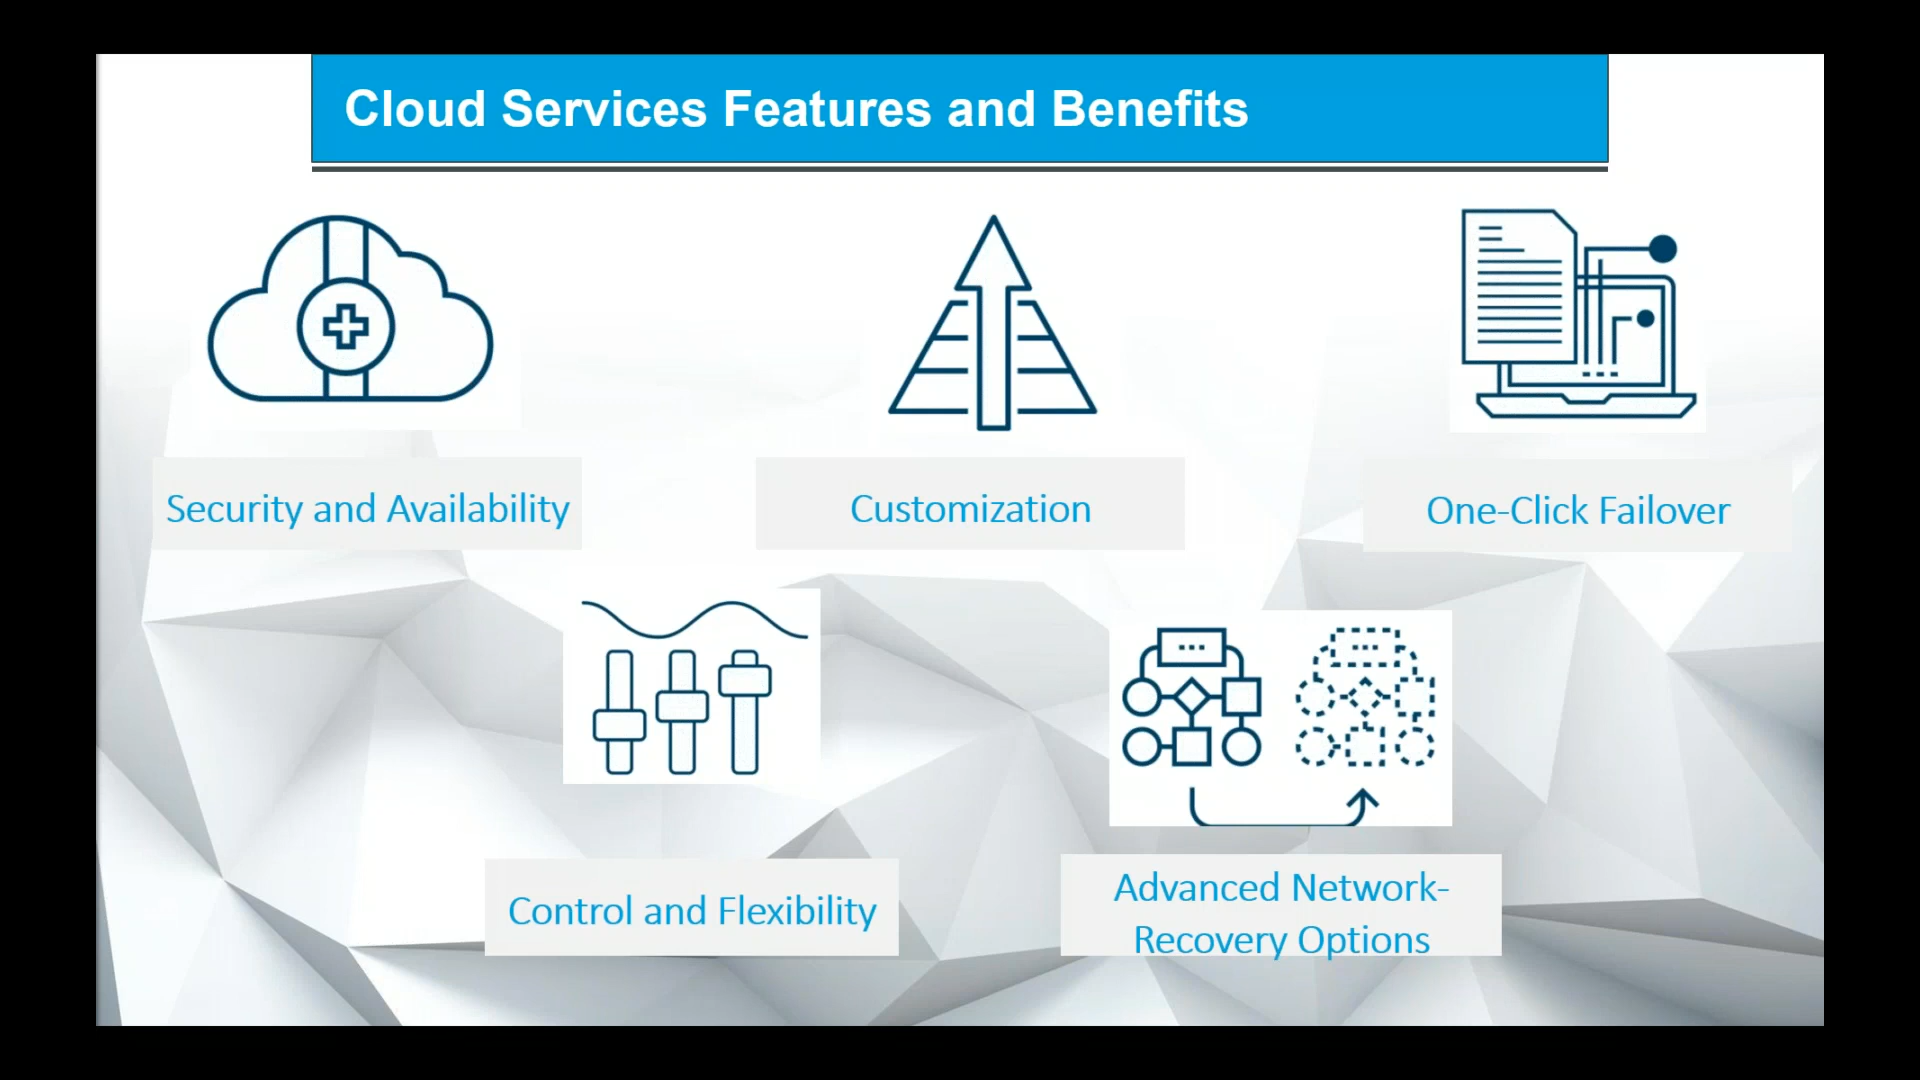 Cloud Services Features and Benefits
Security and Availability
Customization
One-Click Failover
Control and Flexibility
Advanced Network-
Recovery Options